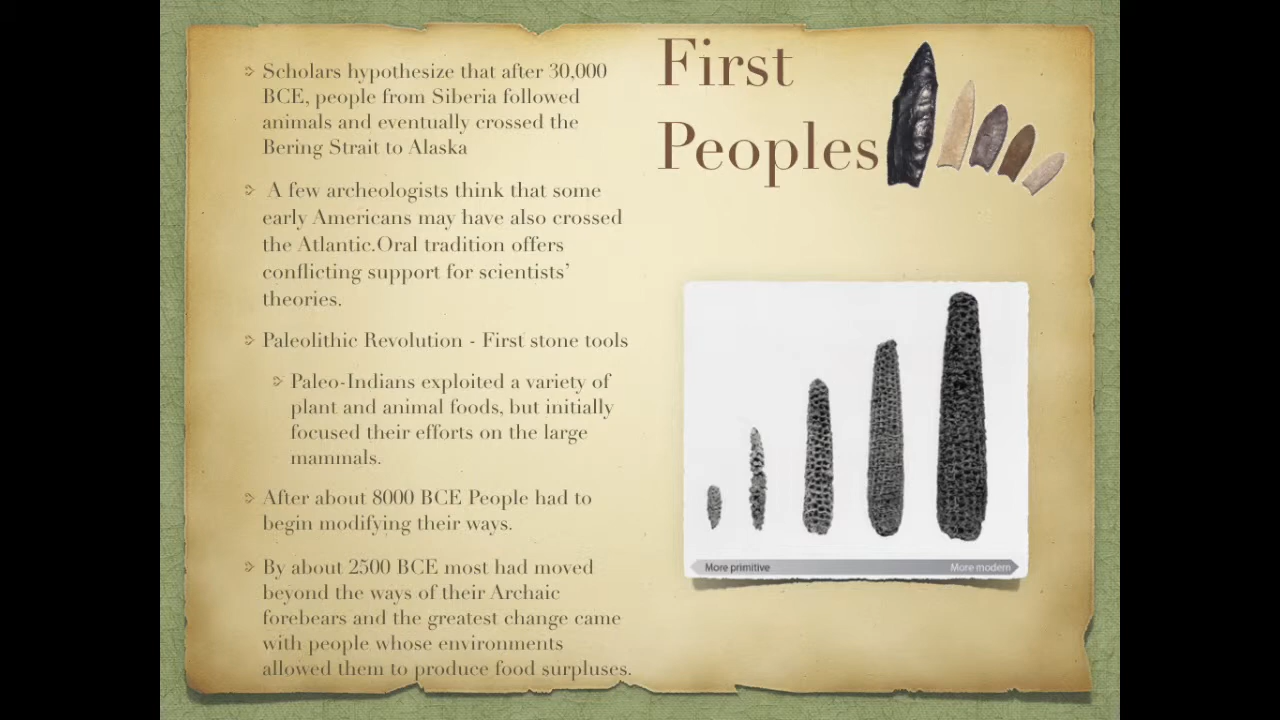 First
Peoples
Scholars hypothesize that after 30,000
BCE, people from Siberia followed
animals and eventually crossed the
Bering Strait to Alaska
A few archeologists think that some
early Americans may have also crossed
the Atlantic.Oral tradition offers
conflicting support for scientists’
theories.
Paleolithic Revolution - First stone tools
Paleo-Indians exploited a variety of
plant and animal foods, but initially
focused their efforts on the large
mammals.
After about 8000 BCE People had to
begin modifying their ways.
By about 2500 BCE most had moved
beyond the ways of their Archaic
forebears and the greatest change came
with people whose environments
allowed them to produce food surpluses.
More primitive
More modern